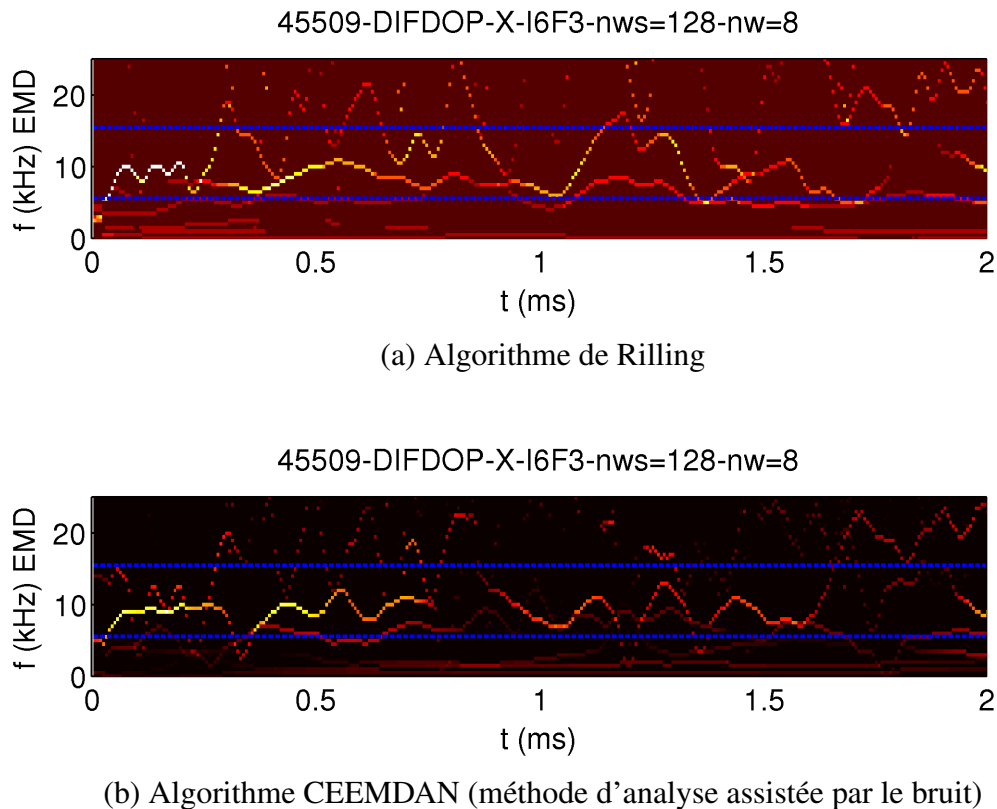 45509-DIFDOP-X-I6F3-nws=128-nw=8
f (kHz) EMD
20
10
0
0 0.5 1 1.5 2
t (ms)
(a) Algorithme de Rilling
45509-DIFDOP-X-I6F3-nws=128-nw=8
f (kHz) EMD
20
10
0
0 0.5 1 1.5 2
t (ms)
(b) Algorithme CEEMDAN (méthode d'analyse assistée par le bruit)